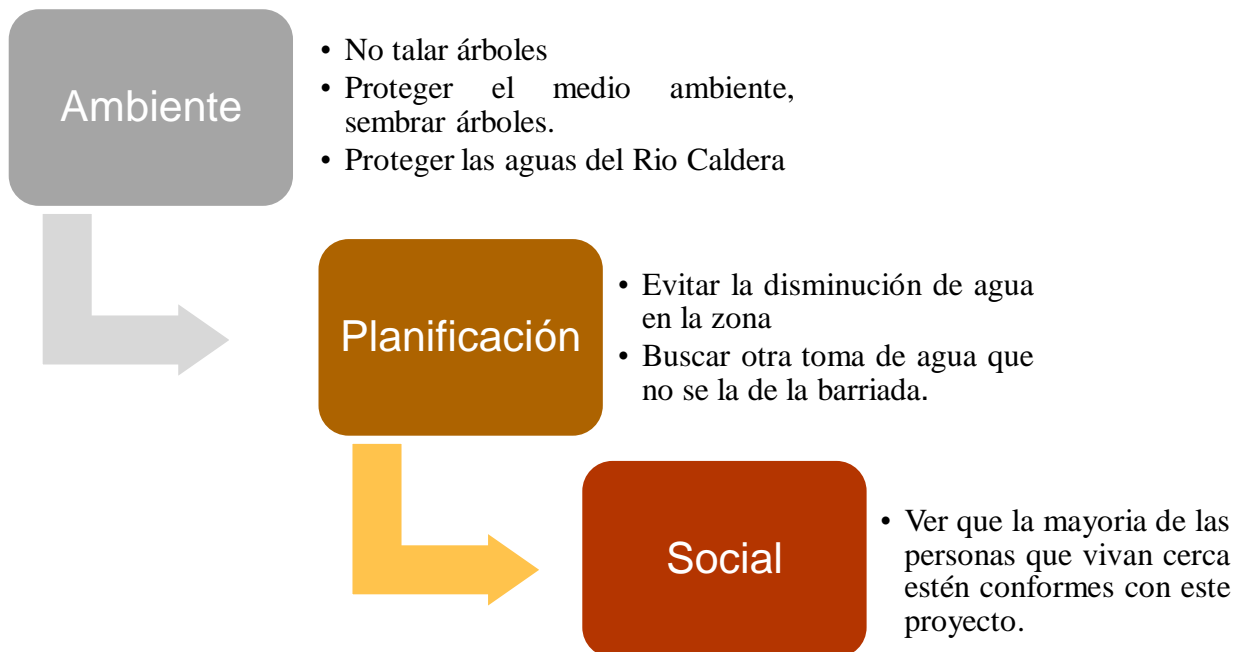 Ambiente
• No talar árboles
• Proteger el medio ambiente,
sembrar árboles.
• Proteger las aguas del Rio Caldera
Planificación
• Evitar la disminución de agua
en la zona
• Buscar otra toma de agua que
no se la de la barriada.
Social
• Ver que la mayoria de las
personas que vivan cerca
estén conformes con este
proyecto.